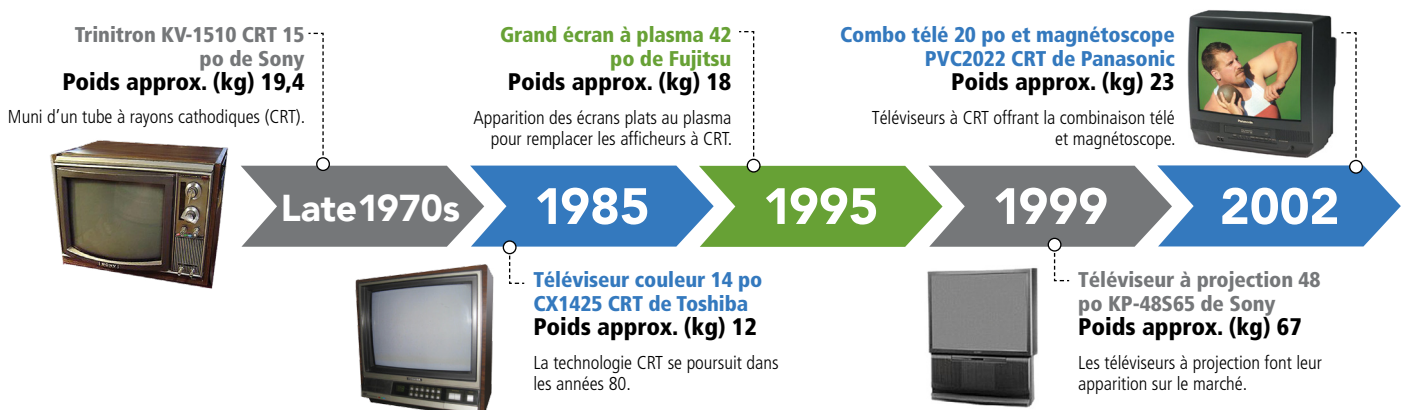 Trinitron KV-1510 CRT 15
po de Sony
Poids approx. (kg) 19,4
Muni d'un tube à rayons cathodiques (CRT).
Grand écran à plasma 42
po de Fujitsu
Poids approx. (kg) 18
Apparition des écrans plats au plasma
pour remplacer les afficheurs à CRT.
Combo télé 20 po et magnétoscope
PVC2022 CRT de Panasonic
Poids approx. (kg) 23
Téléviseurs à CRT offrant la combinaison télé
et magnétoscope.
Panasonic
SONY
Late1970s
1985
1995
1999
2002
Téléviseur couleur 14 po
CX1425 CRT de Toshiba
Poids approx. (kg) 12
La technologie CRT se poursuit dans
les années 80.
Téléviseur à projection 48
po KP-48S65 de Sony
Poids approx. (kg) 67
Les téléviseurs à projection font leur
apparition sur le marché.